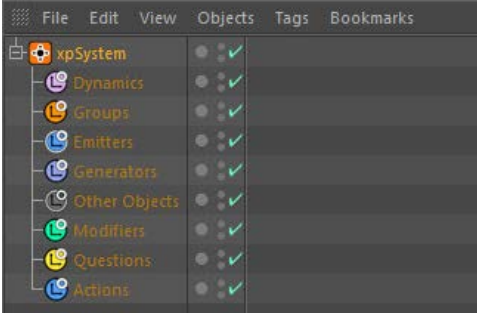 File Edit View Objects Tags Bookmarks
xpSystem
Dynamics
Groups
Emitters
Generators
Other Objects
Modifiers
Questions
Actions